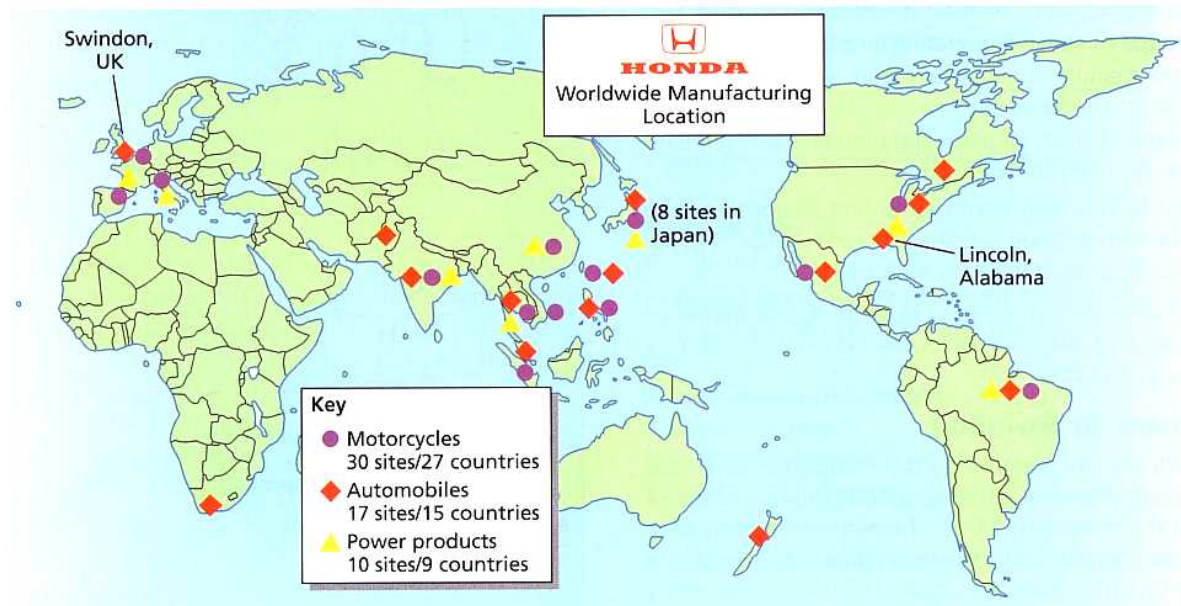 Swindon,
UK
HONDA
Worldwide Manufacturing
Location
(8 sites in
Japan)
Lincoln,
Alabama
Key
Motorcycles
30 sites/27 countries
Automobiles
17 sites/15 countries
Power products
10 sites/9 countries